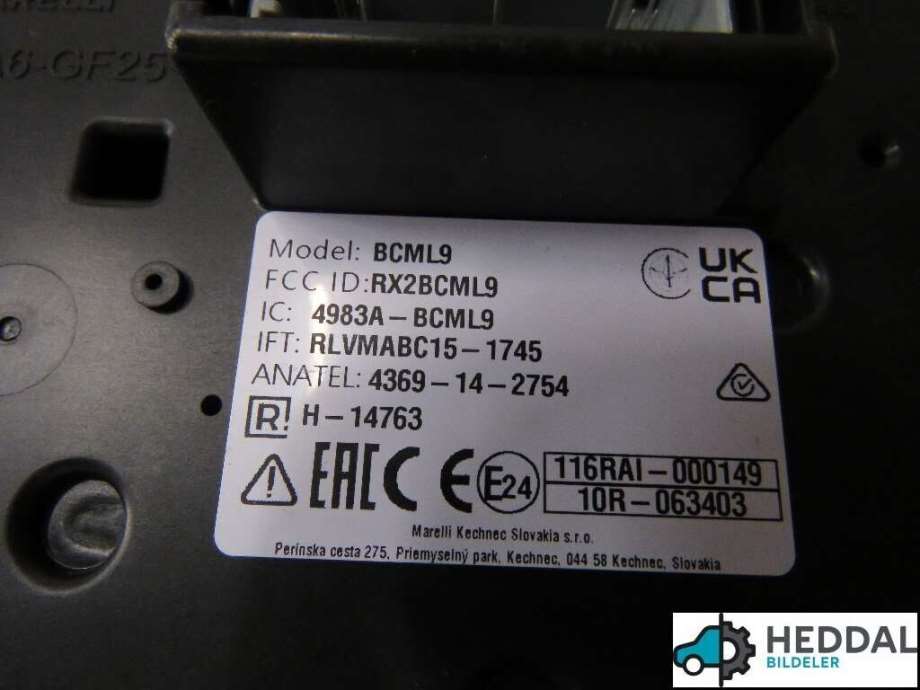 A6-GF25
Model: BCML9
FCC ID:RX2BCML9
IC: 4983A-BCML9
IFT: RLVMABC15-1745
ANATEL: 4369-14-2754
R H-14763
UK
CA
EAC CE E24
116RAI-000149
10R-063403
Marelli Kechnec Slovakia s.r.o.
Perínska cesta 275, Priemyselný park, Kechnec, 044 58 Kechnec, Slovakia
HEDDAL
BILDELER